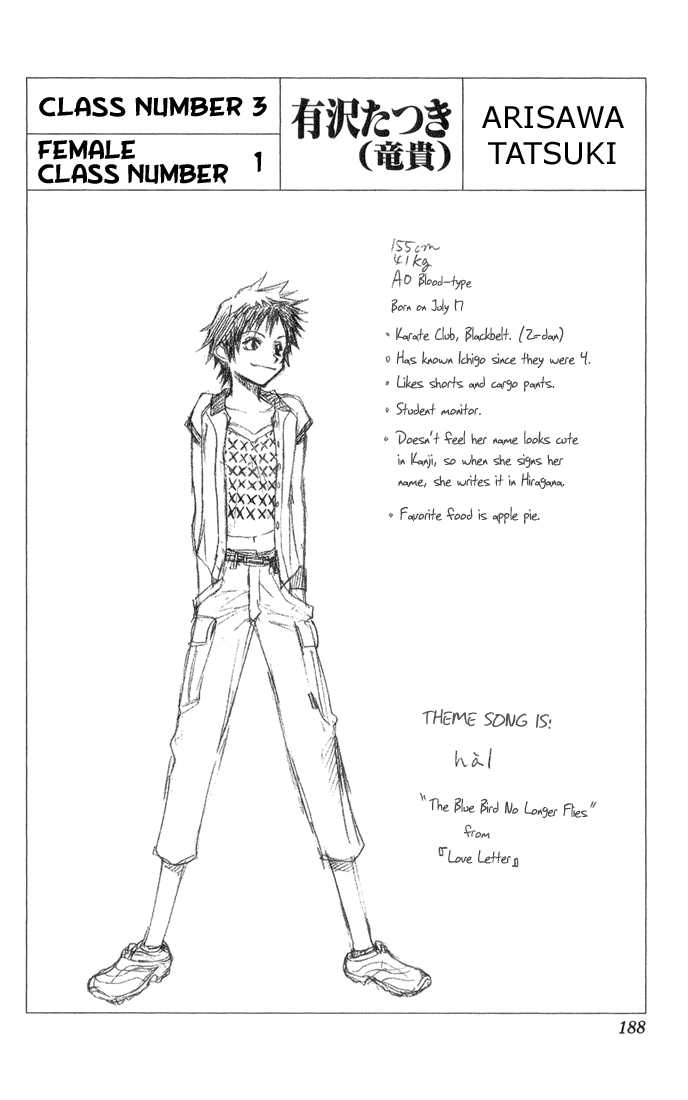 CLASS NUMBER 3
FEMALE
CLASS NUMBER 1
有沢たつき
(竜貴)
ARISAWA
TATSUKI
155cm
41kg
AO Blood-type
Born on July 17
• Karate Club, Blackbelt. (2=dan)
• Has known Ichigo since they were 4.
• Likes shorts and cargo pants.
• Student monitor.
• Doesn't feel her name looks cute
in Kanji, so when she signs her
name, she writes it in Hiragana.
• Favorite food is apple pie.
THEME SONG IS:
hàl
"The Blue Bird No Longer Flies"
from
『Love Letter』
188